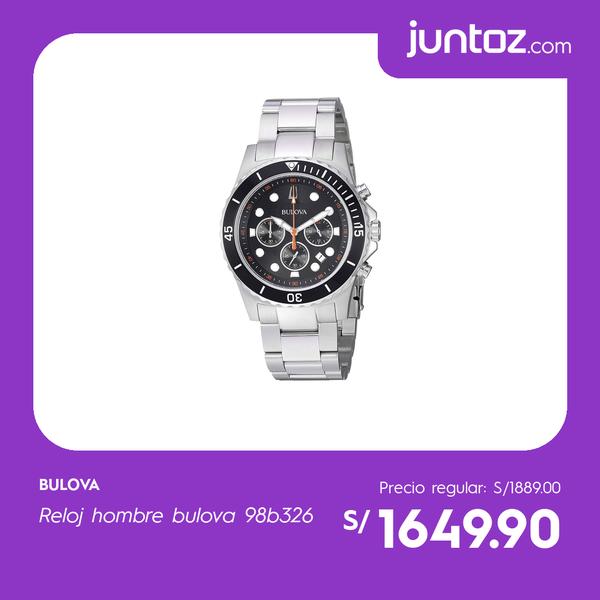 juntoz.com
BULOVA
45
15
30
BULOVA
Precio regular: S/1889.00
Reloj hombre bulova 98b326
S/1649.90